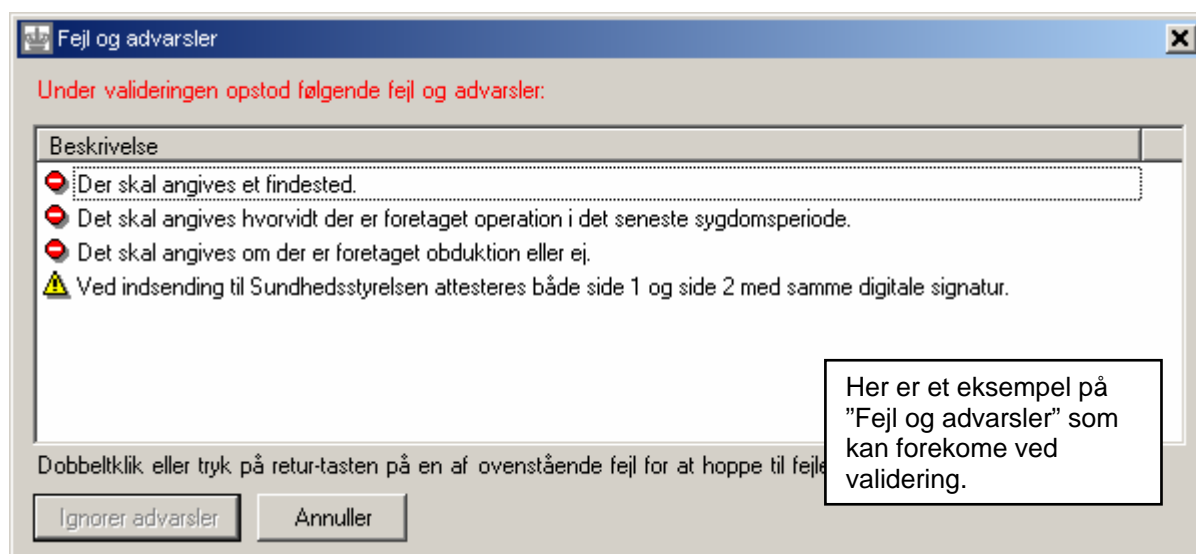 Fejl og advarsler
Under valideringen opstod følgende fejl og advarsler:
Beskrivelse
Der skal angives et findested.
Det skal angives hvorvidt der er foretaget operation i det seneste sygdomsperiode.
Det skal angives om der er foretaget obduktion eller ej.
Ved indsending til Sundhedsstyrelsen attesteres både side 1 og side 2 med samme digitale signatur.
Her er et eksempel på
”Fejl og advarsler” som
kan forekome ved
validering.
Dobbeltklik eller tryk på retur-tasten på en af ovenstående fejl for at hoppe til
Ignorer advarsler
Annuller